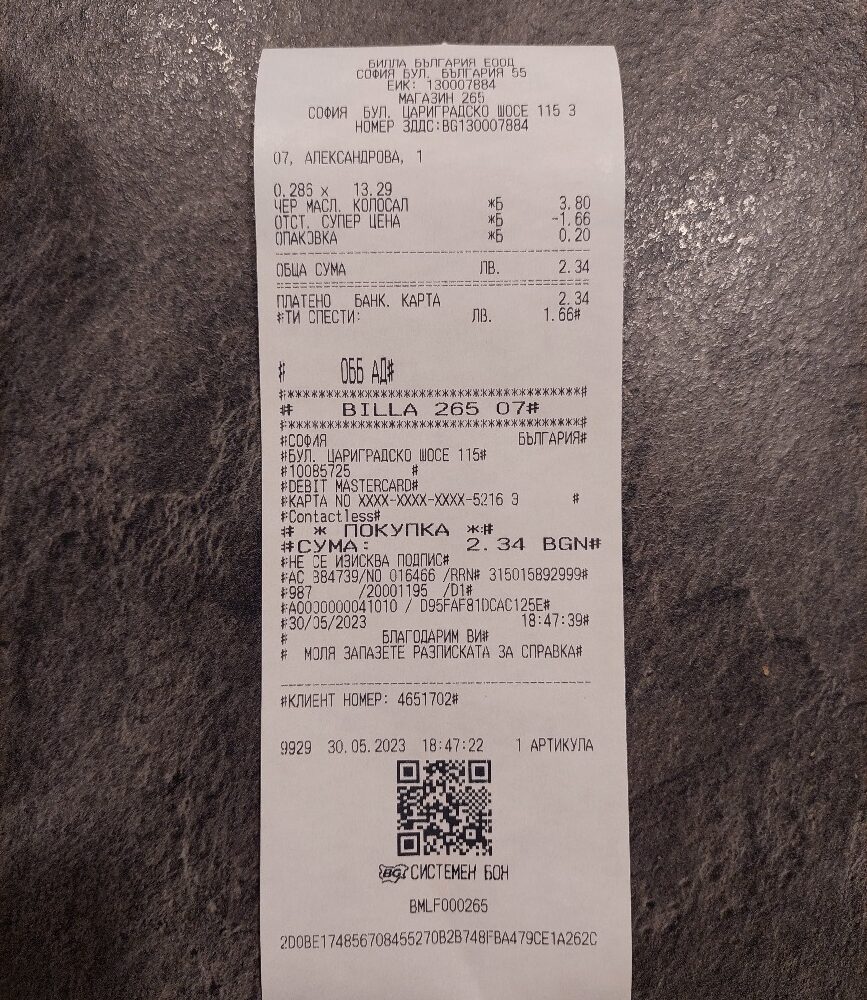 БИЛЛА БЪЛГАРИЯ ЕООД
СОФИЯ БУЛ. БЪЛГАРИЯ 55
ЕИК: 130007884
МАГАЗИН 265
СОФИЯ БУЛ. ЦАРИГРАДСКО ШОСЕ 115 З
НОМЕР ЗДДС:BG130007884
07, АЛЕКСАНДРОВА, 1
0.286 x 13.29
ЧЕР МАСЛ. КОЛОСАЛ *Б 3.80
ОТСТ. СУПЕР ЦЕНА *Б -1.66
ОПАКОВКА *Б 0.20
ОБЩА СУМА ЛВ. 2.34
ПЛАТЕНО БАНК. КАРТА 2.34
#ТИ СПЕСТИ: ЛВ. 1.66#
# ОББ АД#
#**************************************#
# BILLA 265 07#
#**************************************#
#СОФИЯ БЪЛГАРИЯ#
#БУЛ. ЦАРИГРАДСКО ШОСЕ 115#
#10085725 #
#DEBIT MASTERCARD#
#КАРТА NO XXXX-XXXX-XXXX-5216 3 #
#Contactless#
# * ПОКУПКА *#
#СУМА: 2.34 BGN#
#НЕ СЕ ИЗИСКВА ПОДПИС#
#AC 384739/NO 016466 /RRN# 315015892999#
#987 /20001195 /D1#
#A0000000041010 / D95FAF81DCAC125E#
#30/05/2023 18:47:39#
# БЛАГОДАРИМ ВИ#
# МОЛЯ ЗАПАЗЕТЕ РАЗПИСКАТА ЗА СПРАВКА#
#КЛИЕНТ НОМЕР: 4651702#
9929 30.05.2023 18:47:22 1 АРТИКУЛА
BG СИСТЕМЕН БОН
BMLF000265
2D0BE174856708455270B2B748FBA479CE1A262C